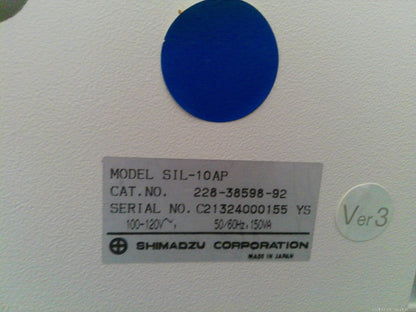 MODEL SIL-10AP
CAT.NO. 228-38598-92
SERIAL NO. C21324000155 YS
100-120V~, 50/60Hz, 150VA
SHIMADZU CORPORATION
MADE IN JAPAN
Ver 3